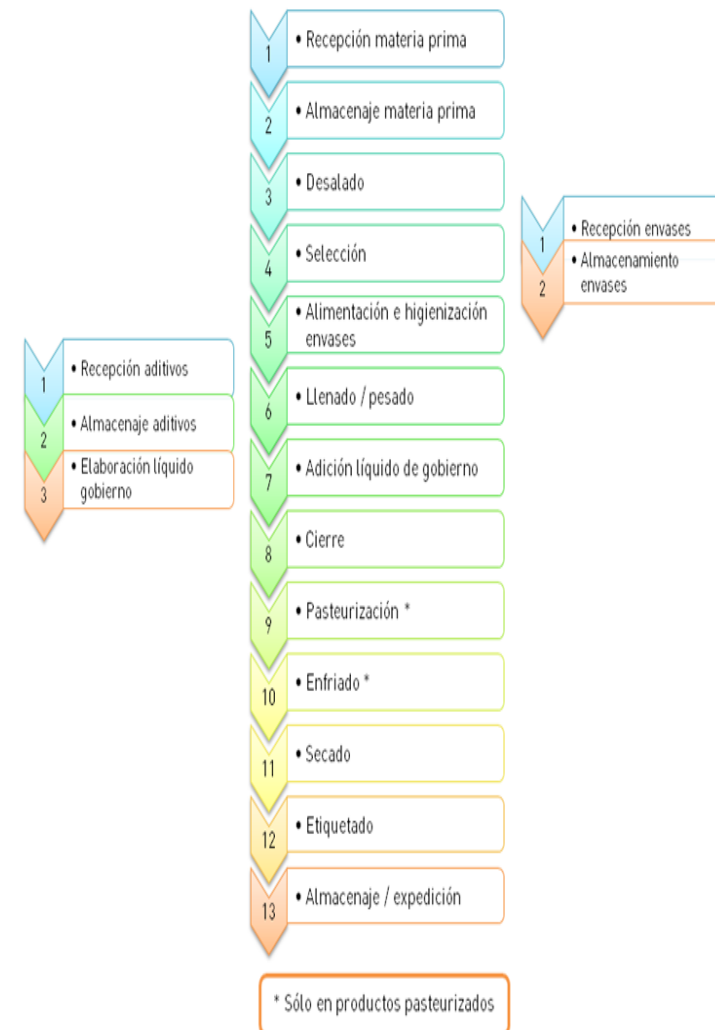 1
• Recepción materia prima
2
• Almacenaje materia prima
3
• Desalado
4
• Selección
5
• Alimentación e higienización
envases
6
• Llenado / pesado
7
• Adición líquido de gobierno
8
• Cierre
9
• Pasteurización *
10
• Enfriado *
11
• Secado
12
• Etiquetado
13
• Almacenaje / expedición
1
• Recepción aditivos
2
• Almacenaje aditivos
3
• Elaboración líquido
gobierno
1
• Recepción envases
2
• Almacenamiento
envases
* Sólo en productos pasteurizados